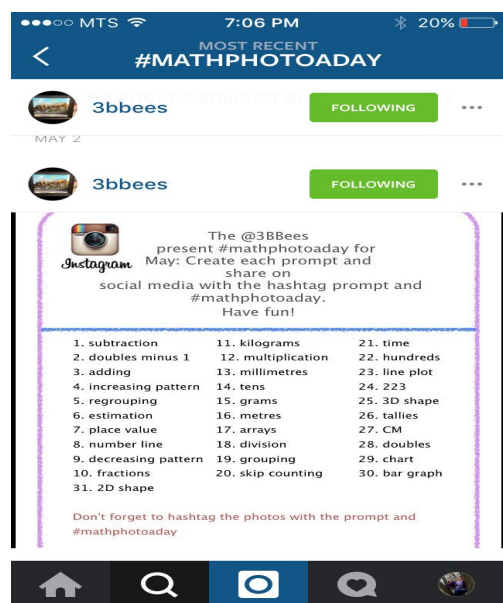 MTS 7:06 PM 20%
MOST RECENT
#MATHPHOTOADAY
3bbees FOLLOWING ...
MAY 2
3bbees FOLLOWING ...
The @3BBees
present #mathphotoaday for
Instagram May: Create each prompt and
share on
social media with the hashtag prompt and
#mathphotoaday.
Have fun!
1. subtraction 11. kilograms 21. time
2. doubles minus 1 12. multiplication 22. hundreds
3. adding 13. millimetres 23. line plot
4. increasing pattern 14. tens 24. 223
5. regrouping 15. grams 25. 3D shape
6. estimation 16. metres 26. tallies
7. place value 17. arrays 27. CM
8. number line 18. division 28. doubles
9. decreasing pattern 19. grouping 29. chart
10. fractions 20. skip counting 30. bar graph
31. 2D shape
Don't forget to hashtag the photos with the prompt and
#mathphotoaday